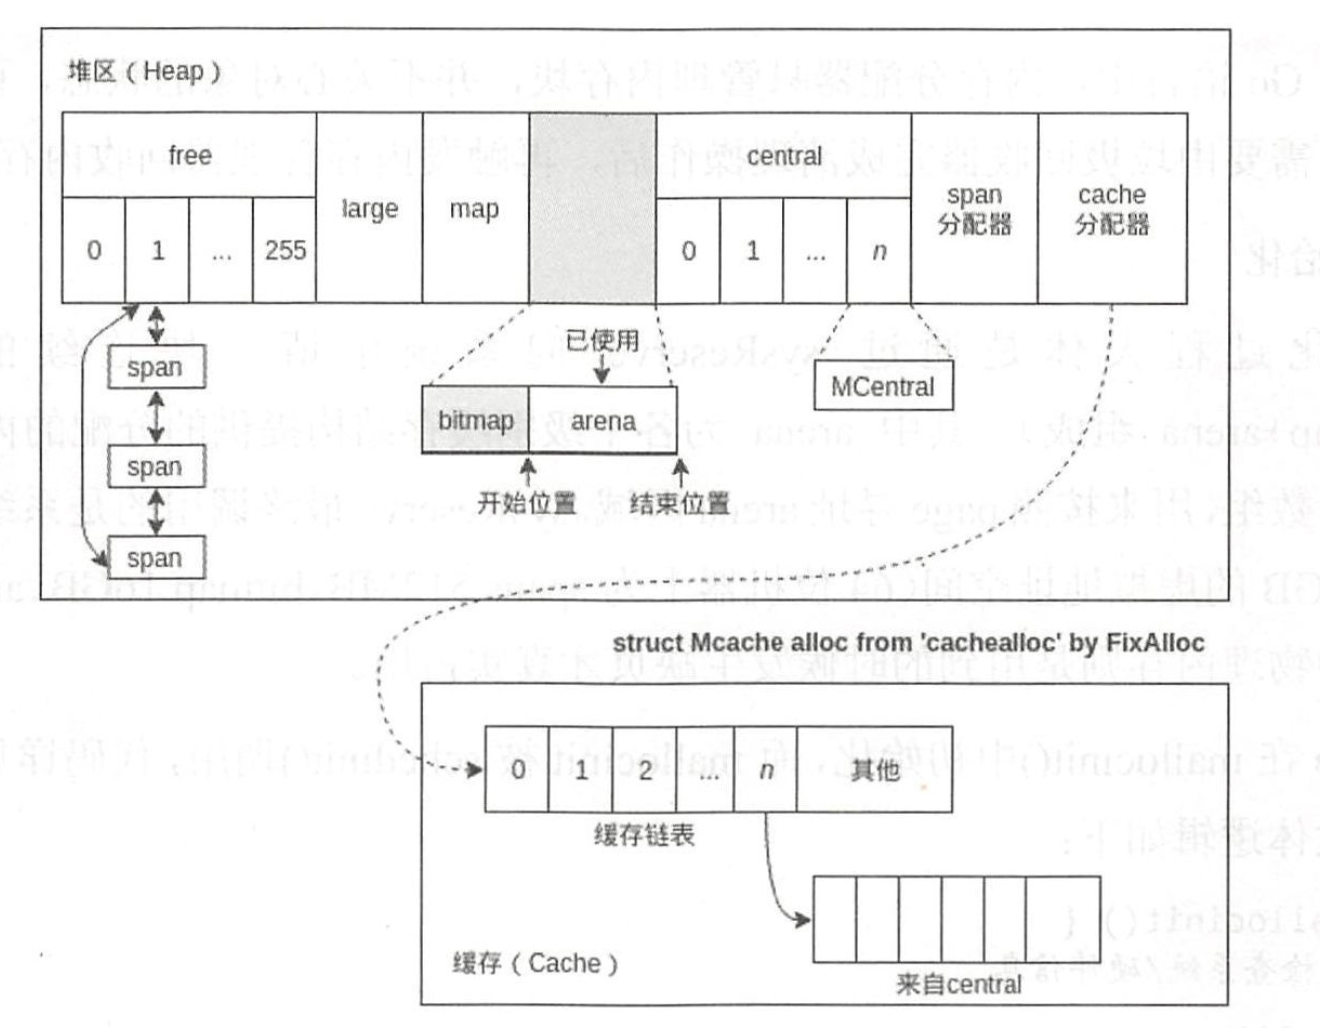 堆区（Heap）
free
0 1 ... 255
large
map
central
0 1 ... n
span
分配器
cache
分配器
span
span
span
已使用
bitmap
arena
开始位置
结束位置
MCentral
struct Mcache alloc from 'cachealloc' by FixAlloc
0 1 2 ... n 其他
缓存链表
来自central
缓存（Cache）